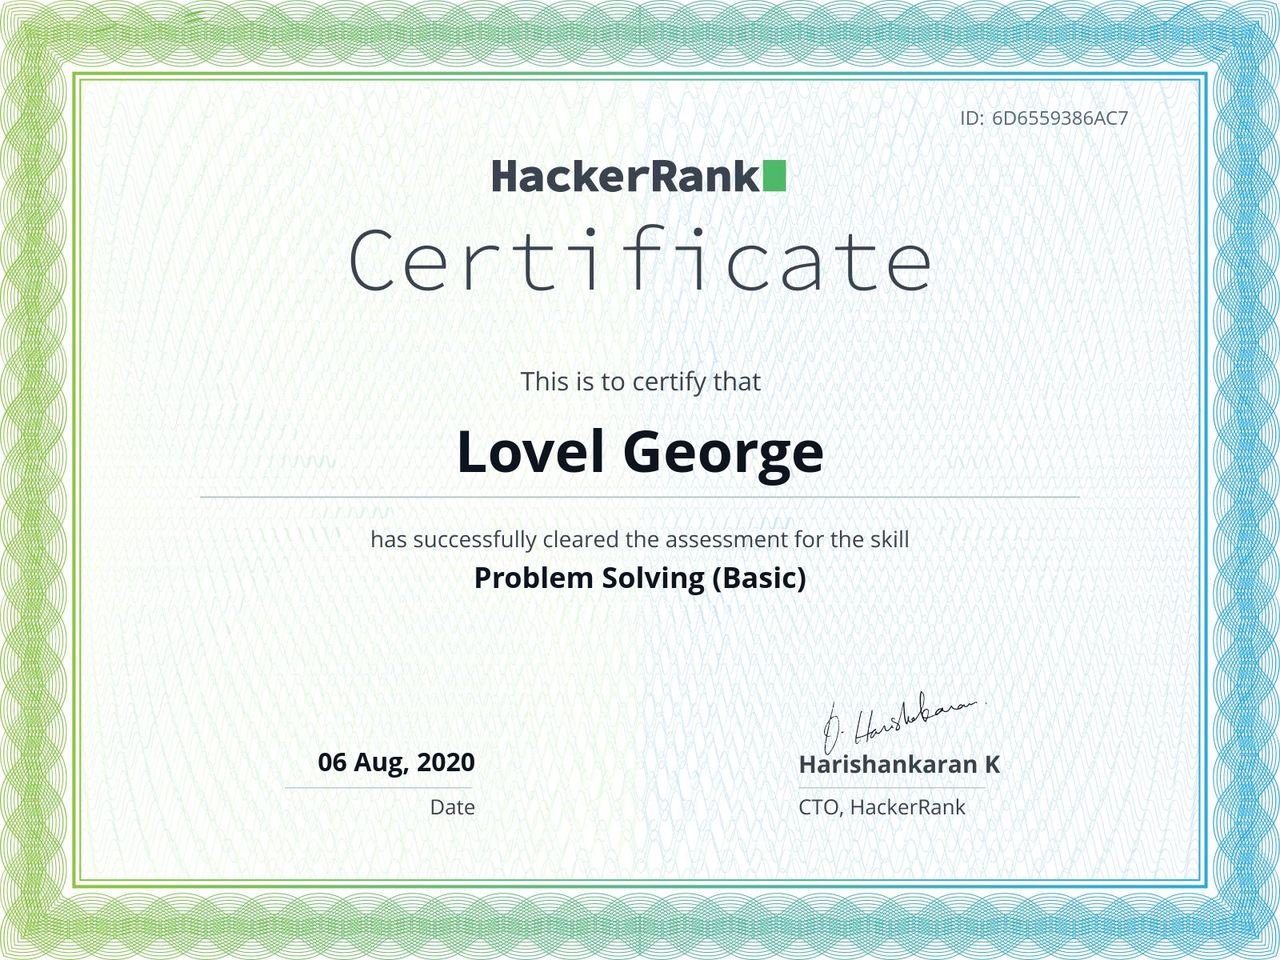 ID: 6D6559386AC7
HackerRank
Certificate
This is to certify that
Lovel George
has successfully cleared the assessment for the skill
Problem Solving (Basic)
06 Aug, 2020
Date
Harishankaran K
CTO, HackerRank